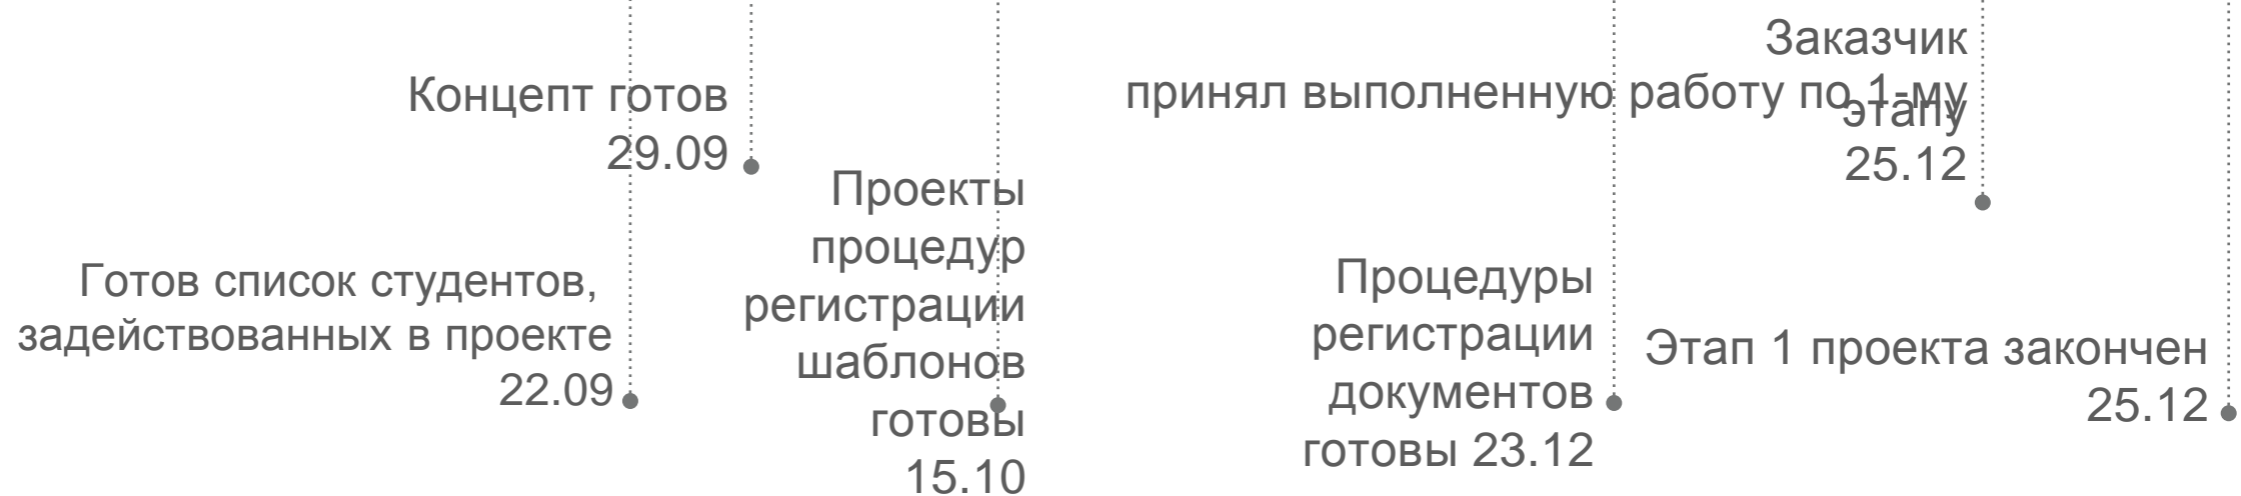 Концепт готов
29.09
Готов список студентов,
задействованных в проекте
22.09
Проекты
процедур
регистрации
шаблонов
готовы
15.10
Заказчик
принял выполненную работу по 1-му
этапу
25.12
Процедуры
регистрации
документов
готовы 23.12
Этап 1 проекта закончен
25.12